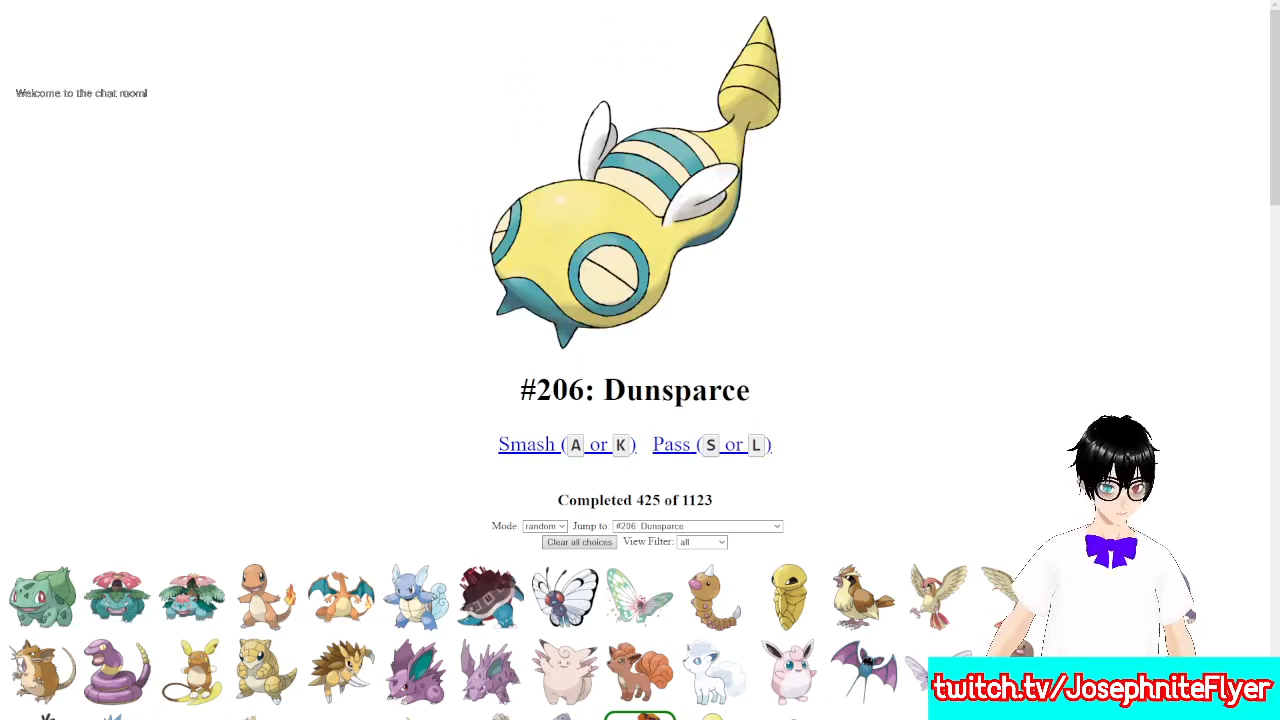 Welcome to the chat room!
#206: Dunsparce
Smash (A or K) Pass (S or L)
Completed 425 of 1123
Mode: random Jump to: #206. Dunsparce
Clear all choices View Filter: all
twitch.tv/JosephniteFlyer